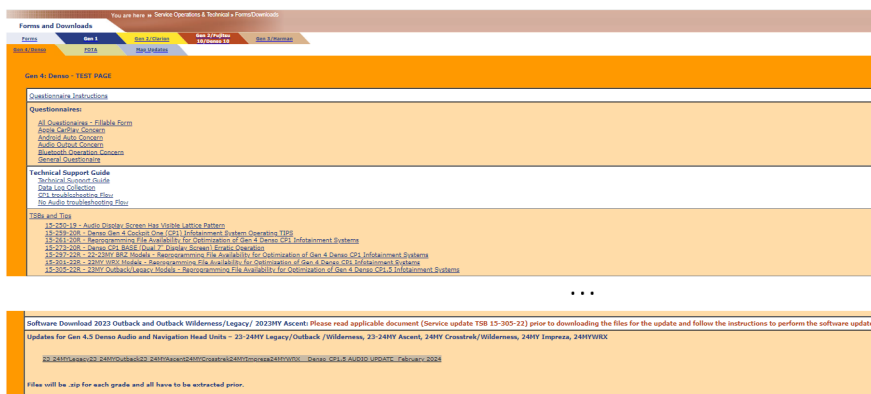 You are here » Service Operations & Technical » Forms/Downloads
Forms and Downloads
Forms Gen 1 Gen 2/Clarion Gen 2/Fujitsu 10/Denso 10 Gen 3/Harman
Gen 4/Denso FOTA Map Updates
Gen 4: Denso - TEST PAGE
Questionnaire Instructions
Questionnaires:
All Questionaires - Fillable Form
Apple CarPlay Concern
Android Auto Concern
Audio Output Concern
Bluetooth Operation Concern
General Questionaire
Technical Support Guide
Technical Support Guide
Data Log Collection
CP1 troubleshooting Flow
No Audio troubleshooting Flow
TSBs and Tips
15-250-19 - Audio Display Screen Has Visible Lattice Pattern
15-259-20R - Denso Gen 4 Cockpit One (CP1) Infotainment System Operating TIPS
15-261-20R - Reprogramming File Availability for Optimization of Gen 4 Denso CP1 Infotainment Systems
15-273-20R - Denso CP1 BASE (Dual 7" Display Screen) Erratic Operation
15-297-22R - 22-23MY BRZ Models - Reprogramming File Availability for Optimization of Gen 4 Denso CP1 Infotainment Systems
15-301-22R - 22MY WRX Models - Reprogramming File Availability for Optimization of Gen 4 Denso CP1 Infotainment Systems
15-305-22R - 23MY Outback/Legacy Models - Reprogramming File Availability for Optimization of Gen 4 Denso CP1.5 Infotainment Systems
...
Software Download 2023 Outback and Outback Wilderness/Legacy/ 2023MY Ascent: Please read applicable document (Service update TSB 15-305-22) prior to downloading the files for the update and follow the instructions to perform the software updat
Updates for Gen 4.5 Denso Audio and Navigation Head Units – 23-24MY Legacy/Outback /Wilderness, 23-24MY Ascent, 24MY Crosstrek/Wilderness, 24MY Impreza, 24MYWRX
23_24MYLegacy23_24MYOutback23_24MYAscent24MYCrosstrek24MYImpreza24MYWRX__Denso_CP1.5 AUDIO UPDATE_February 2024
Files will be .zip for each grade and all have to be extracted prior.